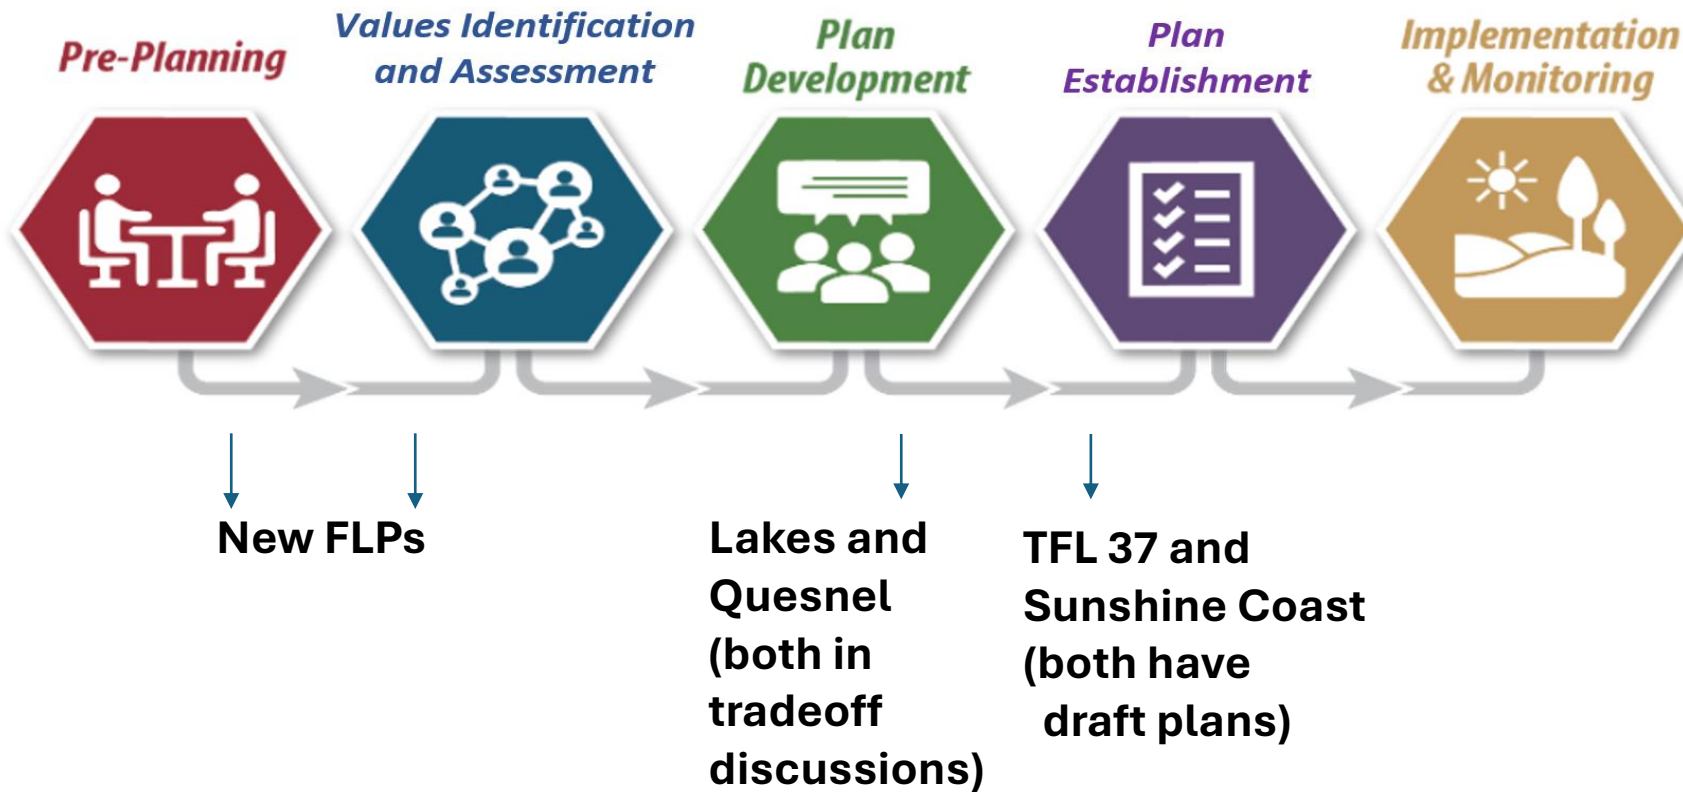 Pre-Planning
Values Identification
and Assessment
Plan
Development
Plan
Establishment
Implementation
& Monitoring
New FLPs
Lakes and
Quesnel
(both in
tradeoff
discussions)
TFL 37 and
Sunshine Coast
(both have
draft plans)